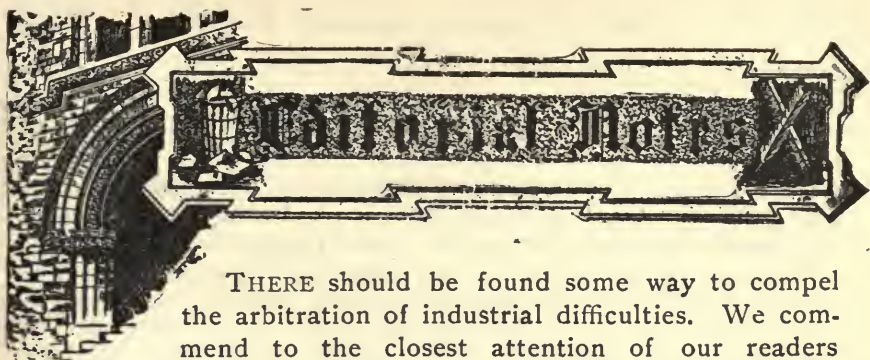 Editorial Notes
THERE should be found some way to compel
the arbitration of industrial difficulties. We com-
mend to the closest attention of our readers